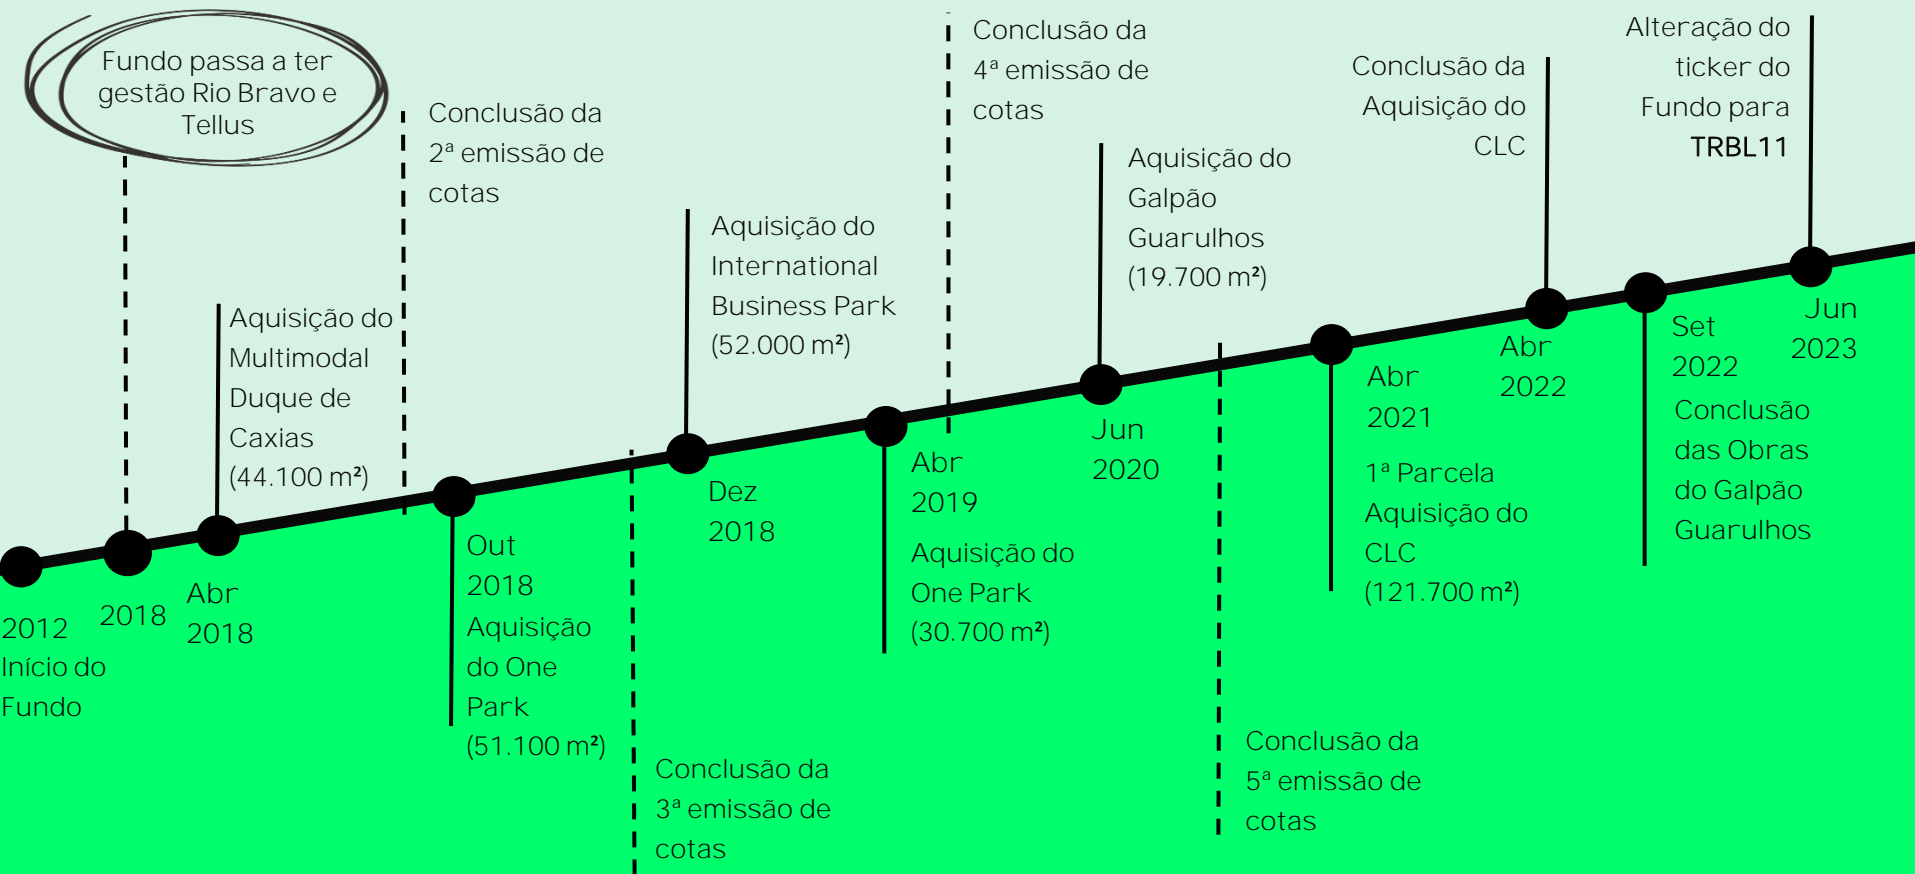 Fundo passa a ter
gestão Rio Bravo e
Tellus
2012
Início do
Fundo
2018
Aquisição do
Multimodal
Duque de
Caxias
(44.100 m²)
Abr
2018
Conclusão da
2ª emissão de
cotas
Out
2018
Aquisição
do One
Park
(51.100 m²)
Conclusão da
3ª emissão de
cotas
Aquisição do
International
Business Park
(52.000 m²)
Dez
2018
Abr
2019
Aquisição do
One Park
(30.700 m²)
Conclusão da
4ª emissão de
cotas
Aquisição do
Galpão
Guarulhos
(19.700 m²)
Jun
2020
Conclusão da
5ª emissão de
cotas
Abr
2021
1ª Parcela
Aquisição do
CLC
(121.700 m²)
Conclusão da
Aquisição do
CLC
Abr
2022
Set
2022
Conclusão
das Obras
do Galpão
Guarulhos
Alteração do
ticker do
Fundo para
TRBL11
Jun
2023